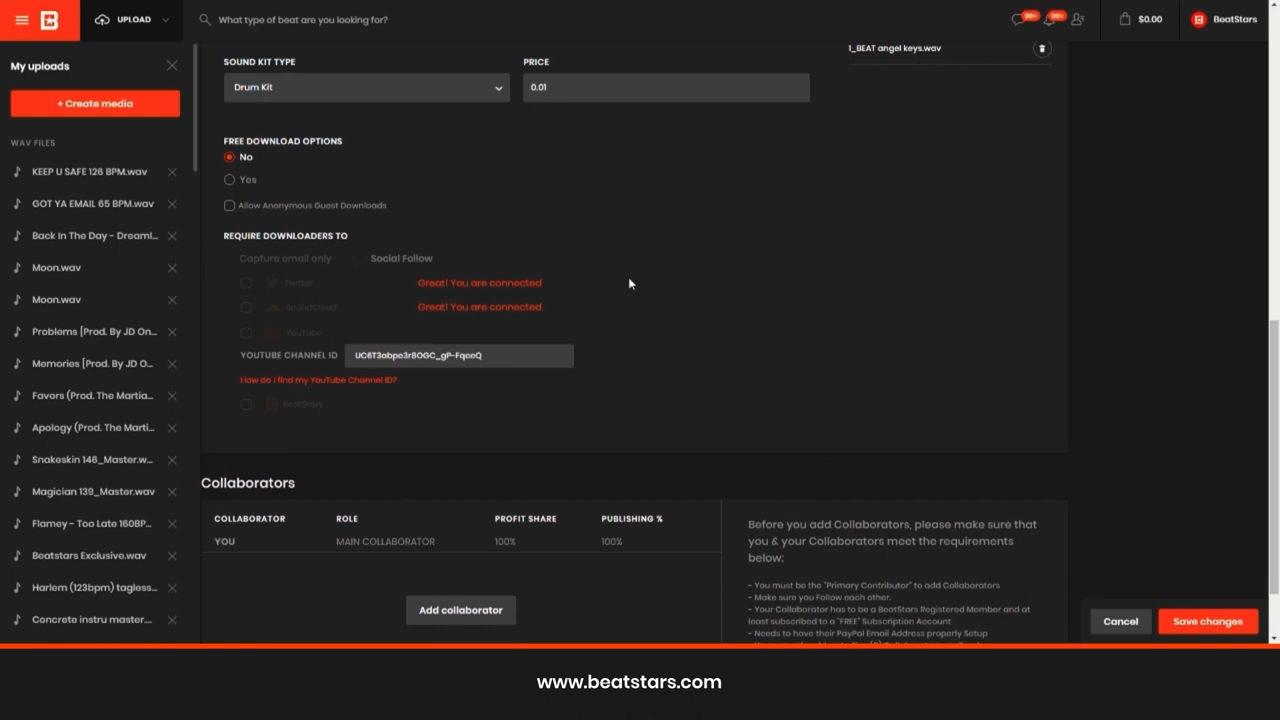 UPLOAD
What type of beat are you looking for?
99+
99+
$0.00
BeatStars
My uploads
+ Create media
WAV FILES
KEEP U SAFE 126 BPM.wav
GOT YA EMAIL 65 BPM.wav
Back In The Day - Dreaml...
Moon.wav
Moon.wav
Problems [Prod. By JD On...
Memories [Prod. By JD O...
Favors (Prod. The Martia...
Apology (Prod. The Marti...
Snakeskin 146_Master.w...
Magician 139_Master.wav
Flamey - Too Late 160BP...
Beatstars Exclusive.wav
Harlem (123bpm) tagless...
Concrete instru master....
1_BEAT angel keys.wav
SOUND KIT TYPE
PRICE
Drum Kit
0.01
FREE DOWNLOAD OPTIONS
No
Yes
Allow Anonymous Guest Downloads
REQUIRE DOWNLOADERS TO
Capture email only
Social Follow
Twitter
Great! You are connected
SoundCloud
Great! You are connected
YouTube
YOUTUBE CHANNEL ID
How do I find my YouTube Channel ID?
BeatStars
Collaborators
COLLABORATOR ROLE PROFIT SHARE PUBLISHING %
YOU MAIN COLLABORATOR 100% 100%
Add collaborator
Before you add Collaborators, please make sure that
you & your Collaborators meet the requirements
below:
- You must be the "Primary Contributor" to add Collaborators
- Make sure you Follow each other.
- Your Collaborator has to be a BeatStars Registered Member and at
least subscribed to a "FREE" Subscription Account
- Needs to have their PayPal Email Address properly Setup
Cancel
Save changes
www.beatstars.com